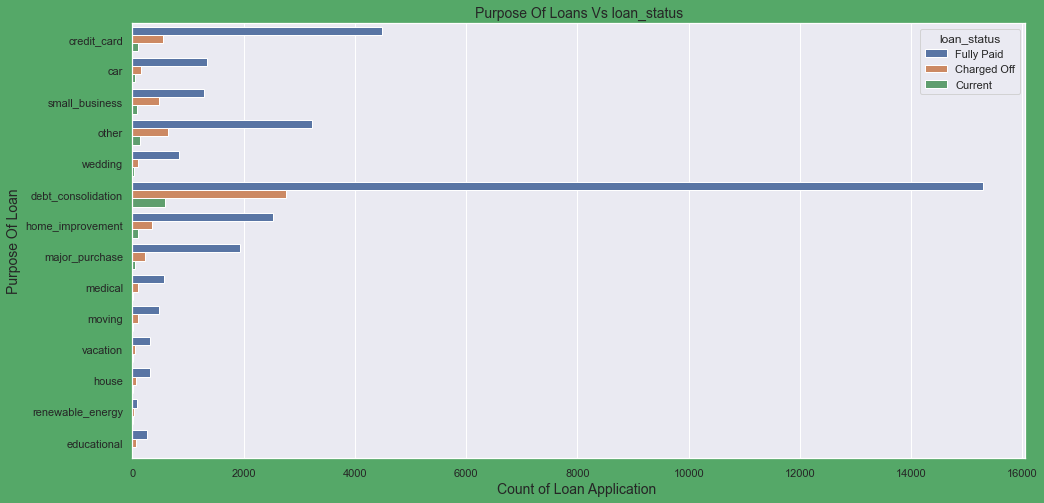 Purpose Of Loans Vs loan_status
loan_status
Fully Paid
Charged Off
Current
Purpose Of Loan
credit_card
car
small_business
other
wedding
debt_consolidation
home_improvement
major_purchase
medical
moving
vacation
house
renewable_energy
educational
0 2000 4000 6000 8000 10000 12000 14000 16000
Count of Loan Application